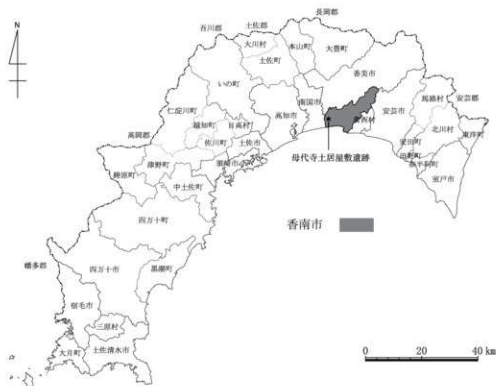 N
長岡郡
土佐郡
吾川郡
大川村
本山町
大豊町
土佐町
香美市
いの町
南国市
馬路村
安芸郡
仁淀川町
高知市
安芸市
芸西村
北川村
東洋町
越知町
日高村
高岡郡
佐川町
土佐市
安田町
田野町
奈半利町
母代寺土居屋敷遺跡
津野町
須崎市
檮原町
室戸市
中土佐町
香南市
四万十町
幡多郡
四万十市
黒潮町
宿毛市
三原村
大月町
土佐清水市
0 20 40 km